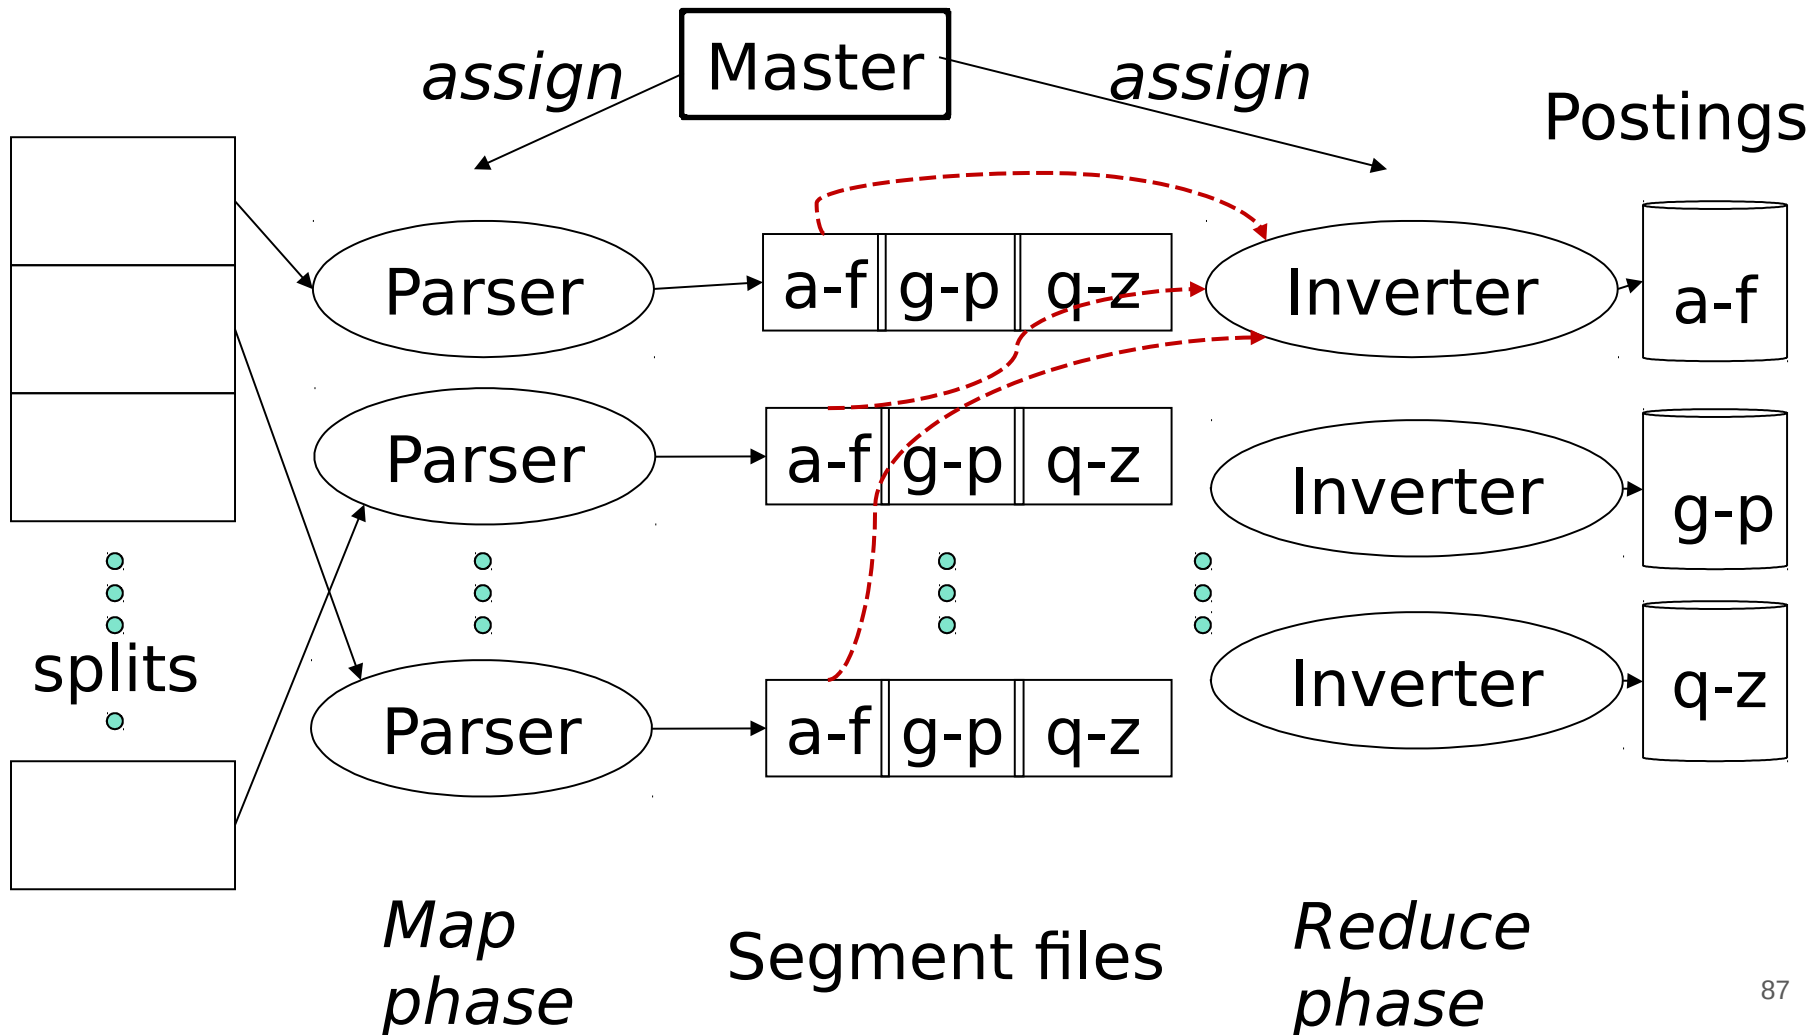 assign
Master
assign
Postings
Parser
a-f g-p q-z
Inverter
a-f
Parser
a-f g-p q-z
Inverter
g-p
splits
Parser
a-f g-p q-z
Inverter
q-z
Map
phase
Segment files
Reduce
phase
87